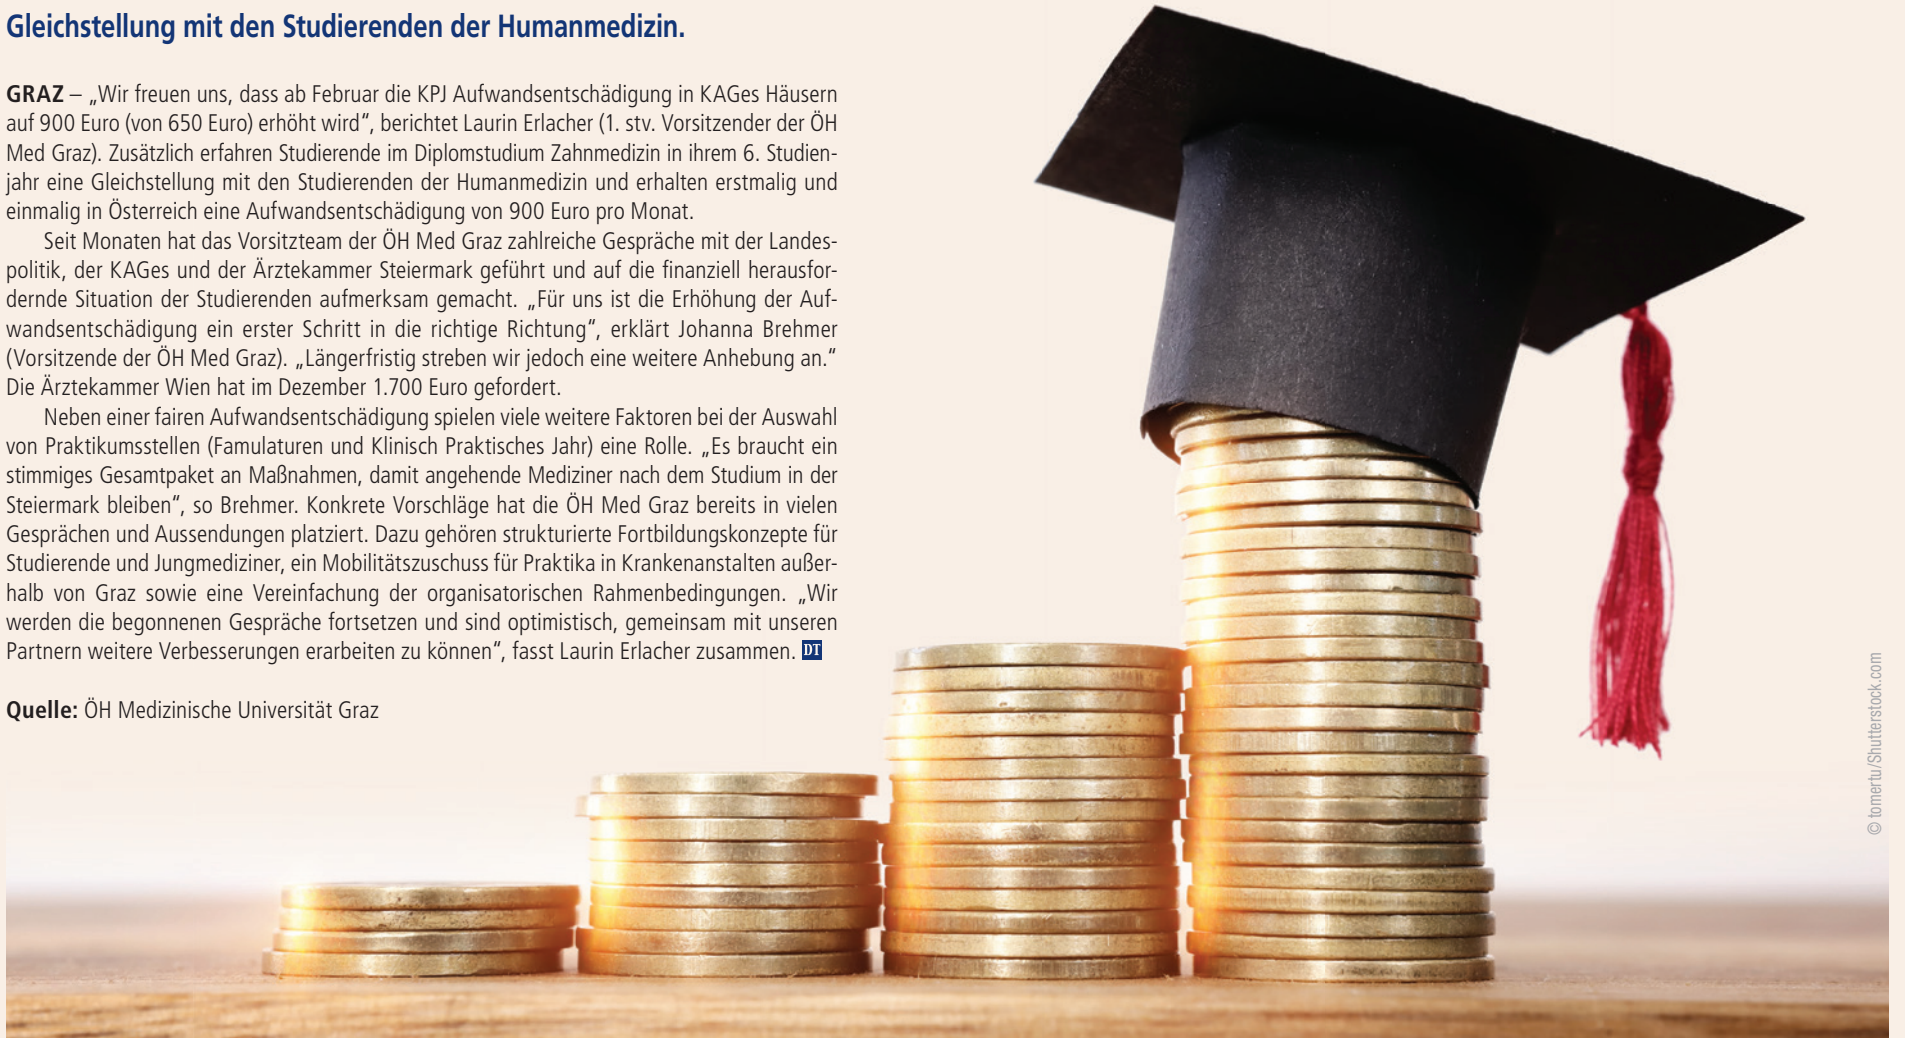 Gleichstellung mit den Studierenden der Humanmedizin.
GRAZ – „Wir freuen uns, dass ab Februar die KPJ Aufwandsentschädigung in KAGes Häusern
auf 900 Euro (von 650 Euro) erhöht wird“, berichtet Laurin Erlacher (1. stv. Vorsitzender der ÖH
Med Graz). Zusätzlich erfahren Studierende im Diplomstudium Zahnmedizin in ihrem 6. Studien-
jahr eine Gleichstellung mit den Studierenden der Humanmedizin und erhalten erstmalig und
einmalig in Österreich eine Aufwandsentschädigung von 900 Euro pro Monat.
Seit Monaten hat das Vorsitzteam der ÖH Med Graz zahlreiche Gespräche mit der Landes-
politik, der KAGes und der Ärztekammer Steiermark geführt und auf die finanziell herausfor-
dernde Situation der Studierenden aufmerksam gemacht. „Für uns ist die Erhöhung der Auf-
wandsentschädigung ein erster Schritt in die richtige Richtung“, erklärt Johanna Brehmer
(Vorsitzende der ÖH Med Graz). „Längerfristig streben wir jedoch eine weitere Anhebung an.“
Die Ärztekammer Wien hat im Dezember 1.700 Euro gefordert.
Neben einer fairen Aufwandsentschädigung spielen viele weitere Faktoren bei der Auswahl
von Praktikumsstellen (Famulaturen und Klinisch Praktisches Jahr) eine Rolle. „Es braucht ein
stimmiges Gesamtpaket an Maßnahmen, damit angehende Mediziner nach dem Studium in der
Steiermark bleiben“, so Brehmer. Konkrete Vorschläge hat die ÖH Med Graz bereits in vielen
Gesprächen und Aussendungen platziert. Dazu gehören strukturierte Fortbildungskonzepte für
Studierende und Jungmediziner, ein Mobilitätszuschuss für Praktika in Krankenanstalten außer-
halb von Graz sowie eine Vereinfachung der organisatorischen Rahmenbedingungen. „Wir
werden die begonnenen Gespräche fortsetzen und sind optimistisch, gemeinsam mit unseren
Partnern weitere Verbesserungen erarbeiten zu können“, fasst Laurin Erlacher zusammen. DT
Quelle: ÖH Medizinische Universität Graz
© tomertu/Shutterstock.com